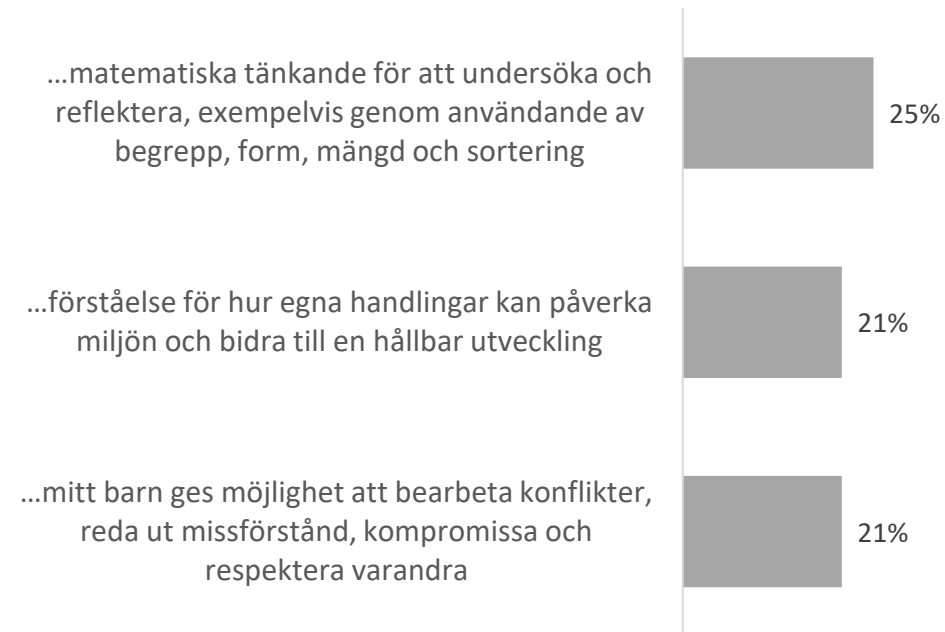 ...matematiska tänkande för att undersöka och
reflektera, exempelvis genom användande av
begrepp, form, mängd och sortering
25%
...förståelse för hur egna handlingar kan påverka
miljön och bidra till en hållbar utveckling
21%
...mitt barn ges möjlighet att bearbeta konflikter,
reda ut missförstånd, kompromissa och
respektera varandra
21%